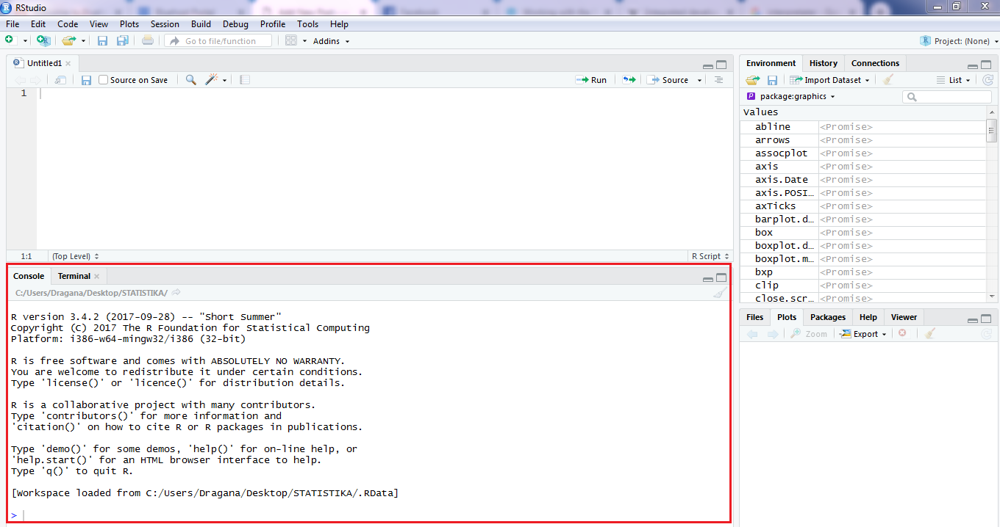 RStudio
File Edit Code View Plots Session Build Debug Profile Tools Help
Go to file/function Addins Project: (None)
Untitled1
Source on Save Run Source
1
1:1 (Top Level) R Script
Console Terminal
C:/Users/Dragana/Desktop/STATISTIKA/
R version 3.4.2 (2017-09-28) -- "Short Summer"
Copyright (C) 2017 The R Foundation for Statistical Computing
Platform: i386-w64-mingw32/i386 (32-bit)
R is free software and comes with ABSOLUTELY NO WARRANTY.
You are welcome to redistribute it under certain conditions.
Type 'license()' or 'licence()' for distribution details.
R is a collaborative project with many contributors.
Type 'contributors()' for more information and
'citation()' on how to cite R or R packages in publications.
Type 'demo()' for some demos, 'help()' for on-line help, or
'help.start()' for an HTML browser interface to help.
Type 'q()' to quit R.
[Workspace loaded from C:/Users/Dragana/Desktop/STATISTIKA/.RData]
>
Environment History Connections
Import Dataset List
package:graphics
Values
abline <Promise>
arrows <Promise>
assocplot <Promise>
axis <Promise>
axis.Date <Promise>
axis.POSI… <Promise>
axTicks <Promise>
barplot.d… <Promise>
box <Promise>
boxplot.d… <Promise>
boxplot.m… <Promise>
bxp <Promise>
clip <Promise>
close.scr… <Promise>
Files Plots Packages Help Viewer
Zoom Export